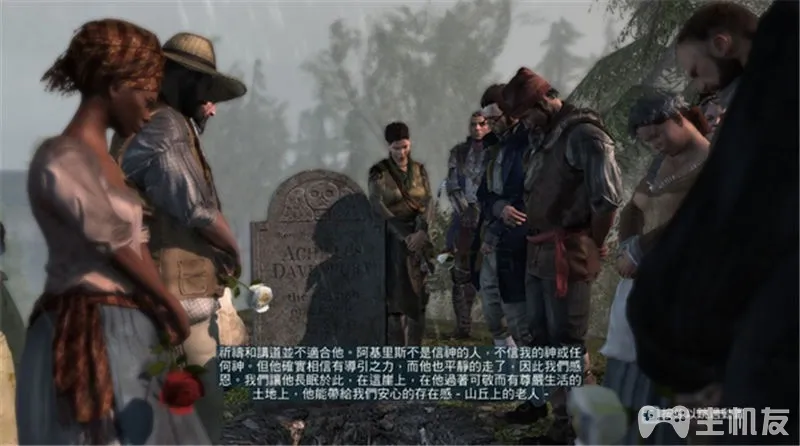 ACHILLES
DAVENPORT
祈禱和講道並不適合他。阿基里斯不是信神的人，不信我的神或任
何神。但他確實相信有導引之力，而他也平靜的走了，因此我們感
恩。我們讓他長眠於此，在這崖上，在他過著可敬而有尊嚴生活的
土地上，他能帶給我們安心的存在感 - 山丘上的老人 -
主机友